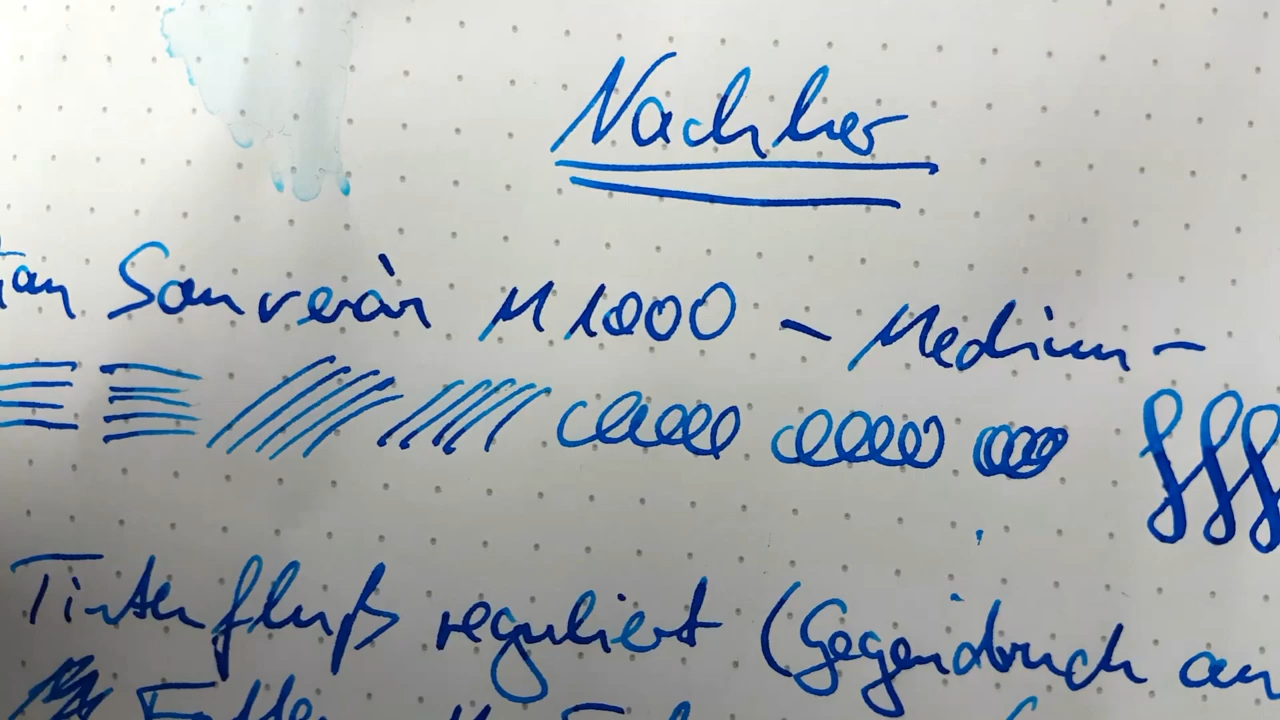 Nachher
Souverän M1000 - Medium -
Tintenfluß reguliert (Gegendruck an